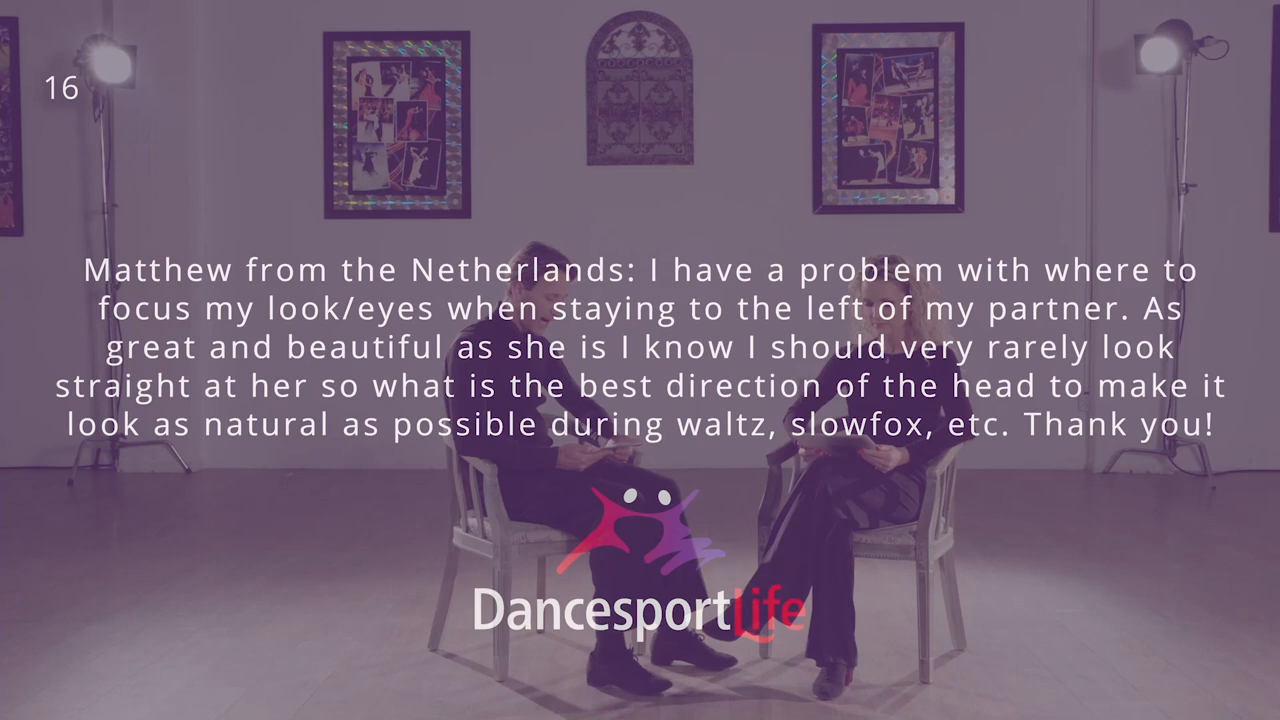 16
Matthew from the Netherlands: I have a problem with where to
focus my look/eyes when staying to the left of my partner. As
great and beautiful as she is I know I should very rarely look
straight at her so what is the best direction of the head to make it
look as natural as possible during waltz, slowfox, etc. Thank you!
Dancesportlife